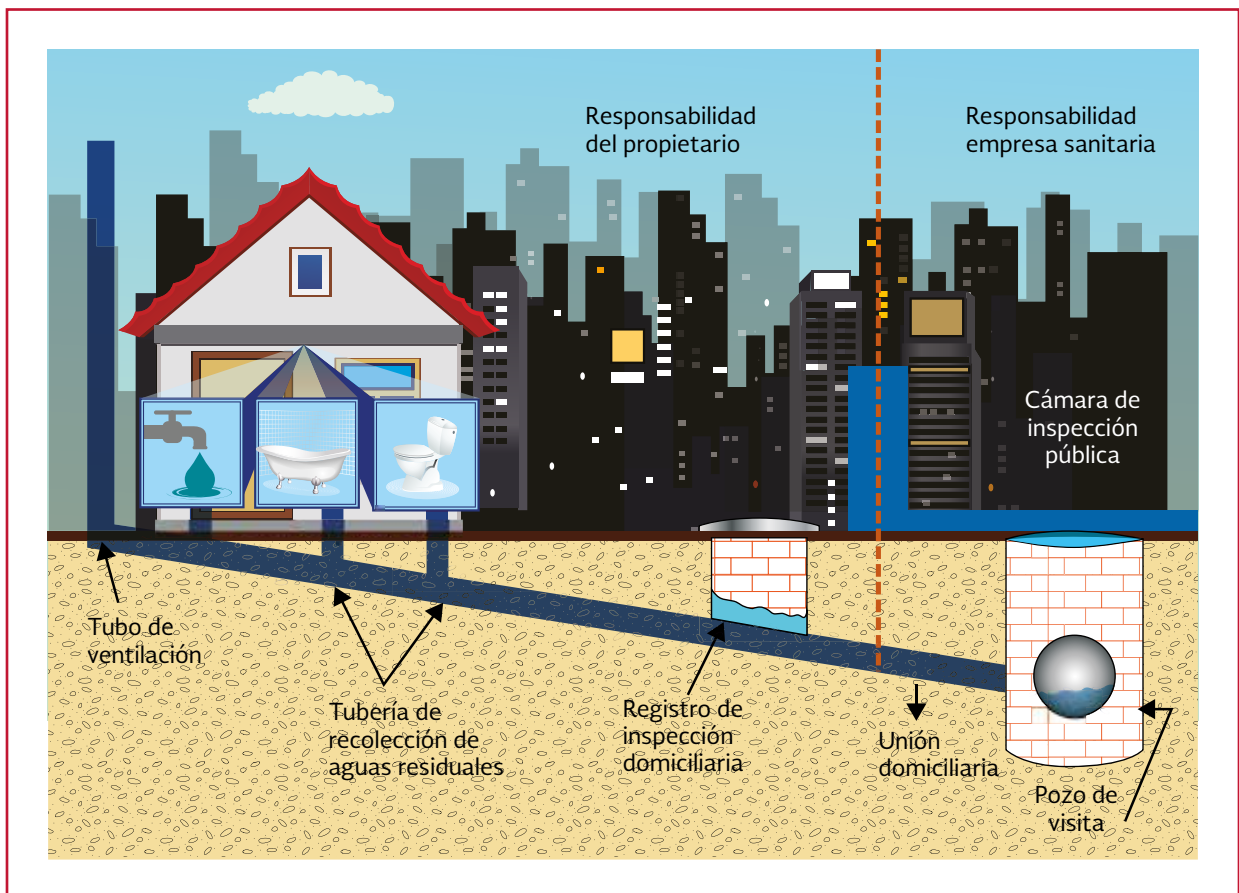 Responsabilidad
del propietario
Responsabilidad
empresa sanitaria
Cámara de
inspección
pública
Tubo de
ventilación
Tubería de
recolección de
aguas residuales
Registro de
inspección
domiciliaria
Unión
domiciliaria
Pozo de
visita